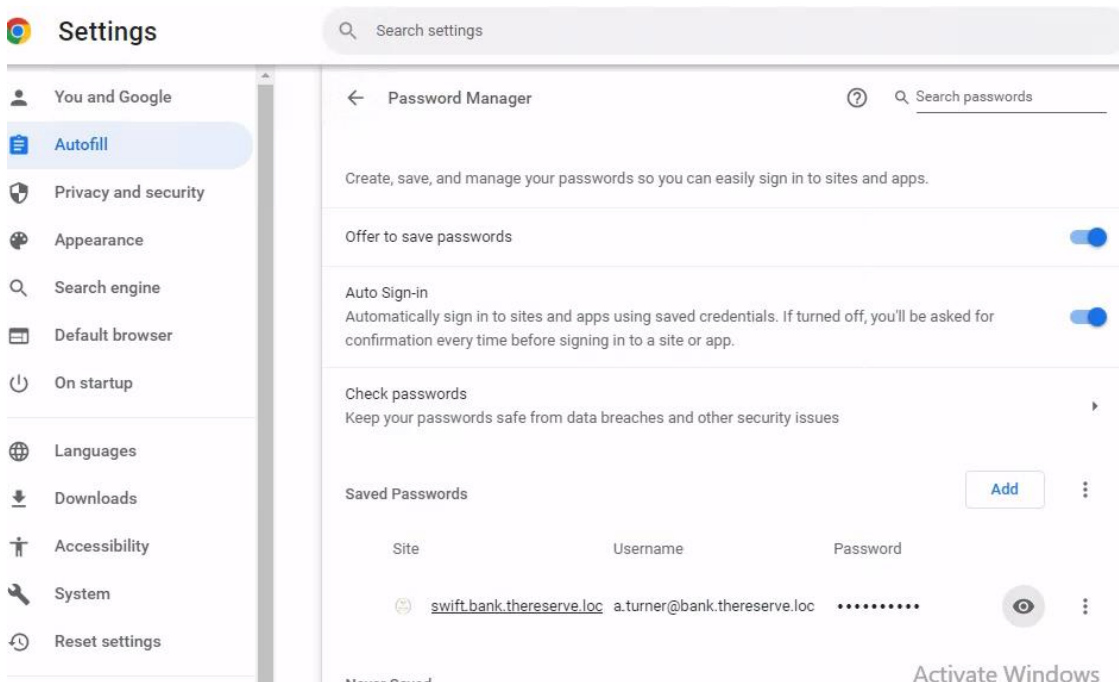 Settings
Search settings
You and Google
Autofill
Privacy and security
Appearance
Search engine
Default browser
On startup
Languages
Downloads
Accessibility
System
Reset settings
Password Manager
Search passwords
Create, save, and manage your passwords so you can easily sign in to sites and apps.
Offer to save passwords
Auto Sign-in
Automatically sign in to sites and apps using saved credentials. If turned off, you'll be asked for
confirmation every time before signing in to a site or app.
Check passwords
Keep your passwords safe from data breaches and other security issues
Saved Passwords
Add
Site Username Password
swift.bank.thereserve.loc a.turner@bank.thereserve.loc ••••••••••
Never Saved
Activate Windows